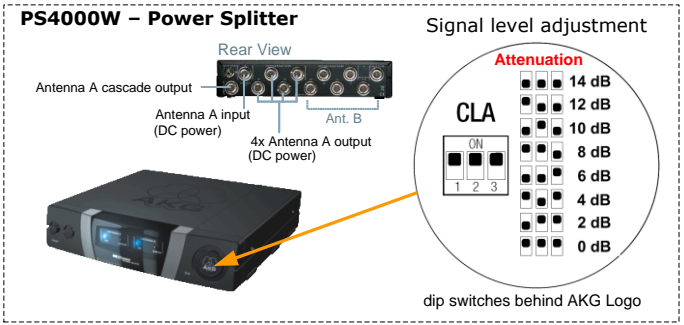 PS4000W – Power Splitter
Rear View
Antenna A cascade output
Antenna A input
(DC power)
4x Antenna A output
(DC power)
Ant. B
AKG
AKG
Signal level adjustment
Attenuation
CLA
ON
1 2 3
14 dB
12 dB
10 dB
8 dB
6 dB
4 dB
2 dB
0 dB
dip switches behind AKG Logo